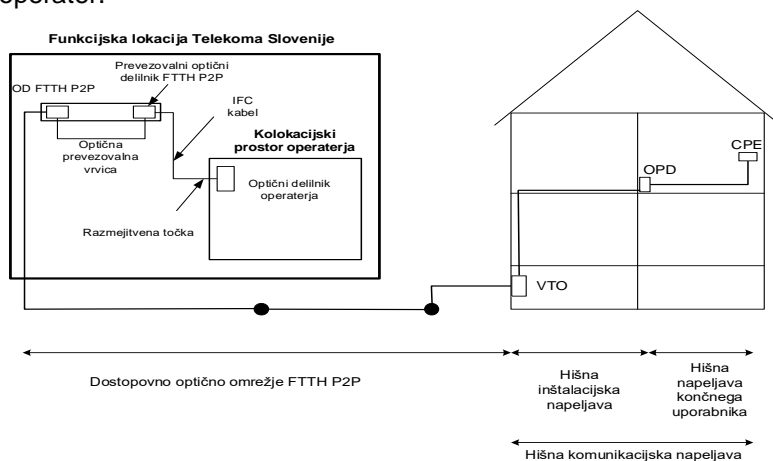 operater.
Funkcijska lokacija Telekoma Slovenije
Prevezovalni optični
delilnik FTTH P2P
OD FTTH P2P
IFC
kabel
Optična
prevezovalna
vrvica
Kolokacijski
prostor operaterja
Optični delilnik
operaterja
Razmejitvena točka
CPE
OPD
VTO
Dostopovno optično omrežje FTTH P2P
Hišna
inštalacijska
napeljava
Hišna
napeljava
končnega
uporabnika
Hišna komunikacijska napeljava